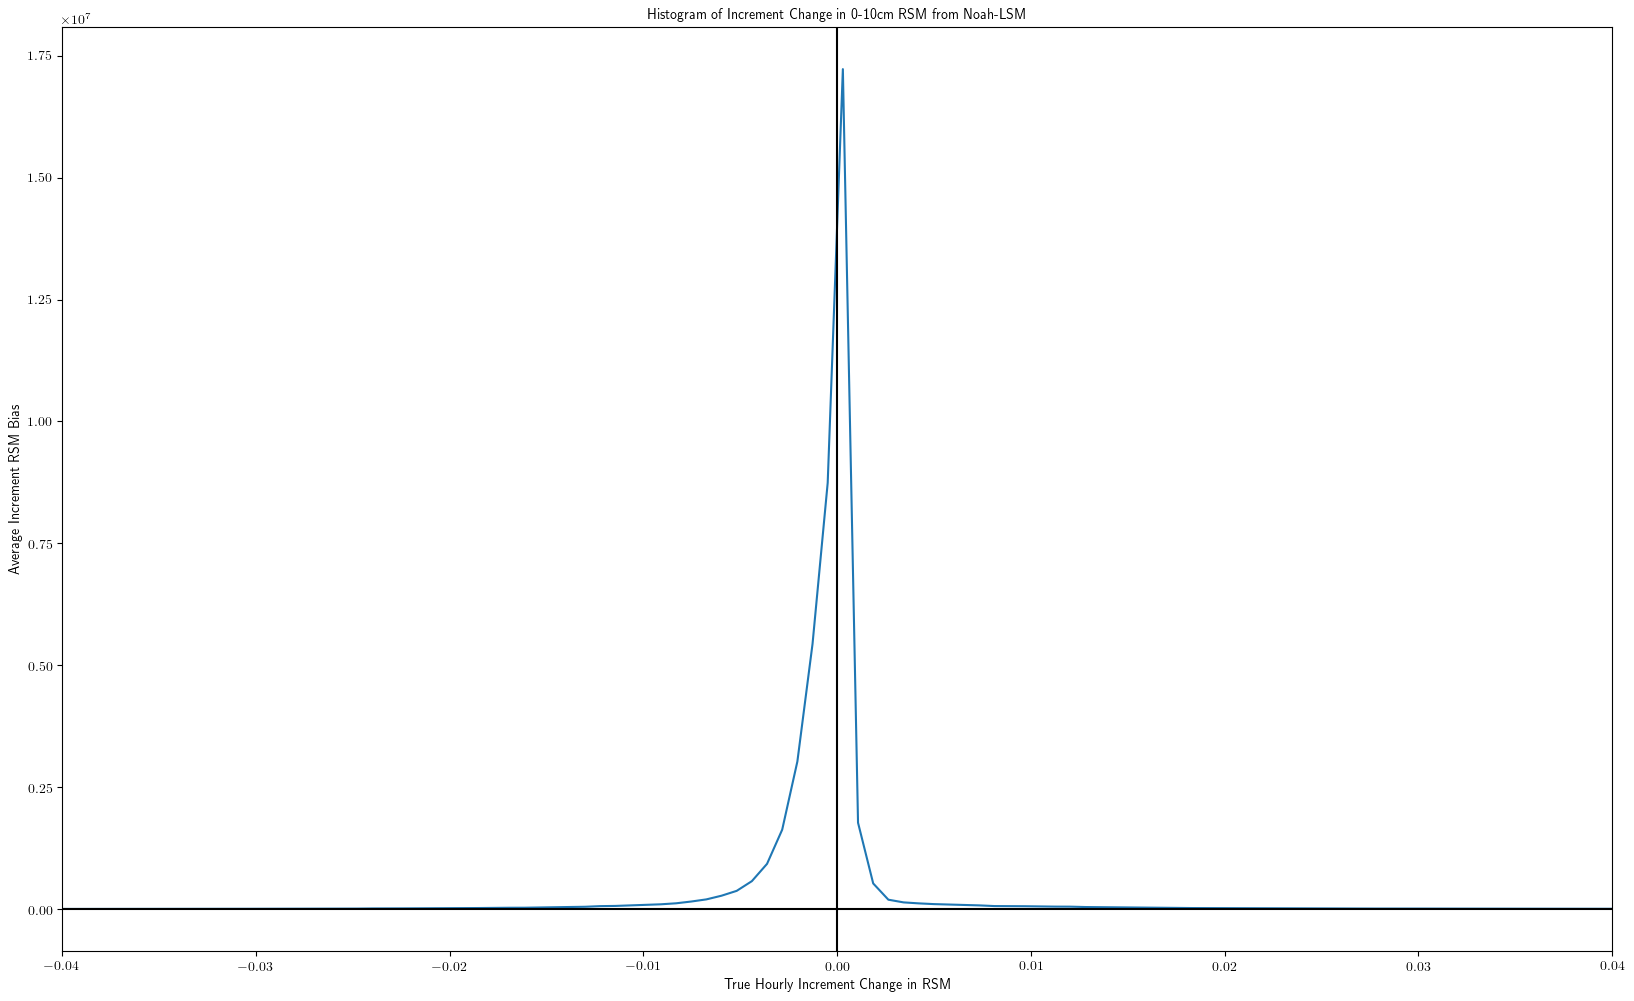 Histogram of Increment Change in 0-10cm RSM from Noah-LSM
×10⁷
1.75
1.50
1.25
1.00
0.75
0.50
0.25
0.00
Average Increment RSM Bias
−0.04 −0.03 −0.02 −0.01 0.00 0.01 0.02 0.03 0.04
True Hourly Increment Change in RSM